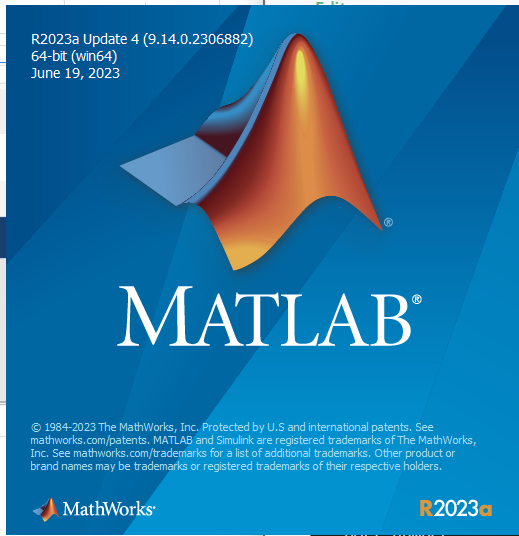 R2023a Update 4 (9.14.0.2306882)
64-bit (win64)
June 19, 2023
®
MATLAB®
© 1984-2023 The MathWorks, Inc. Protected by U.S and international patents. See
mathworks.com/patents. MATLAB and Simulink are registered trademarks of The MathWorks,
Inc. See mathworks.com/trademarks for a list of additional trademarks. Other product or
brand names may be trademarks or registered trademarks of their respective holders.
MathWorks®
R2023a